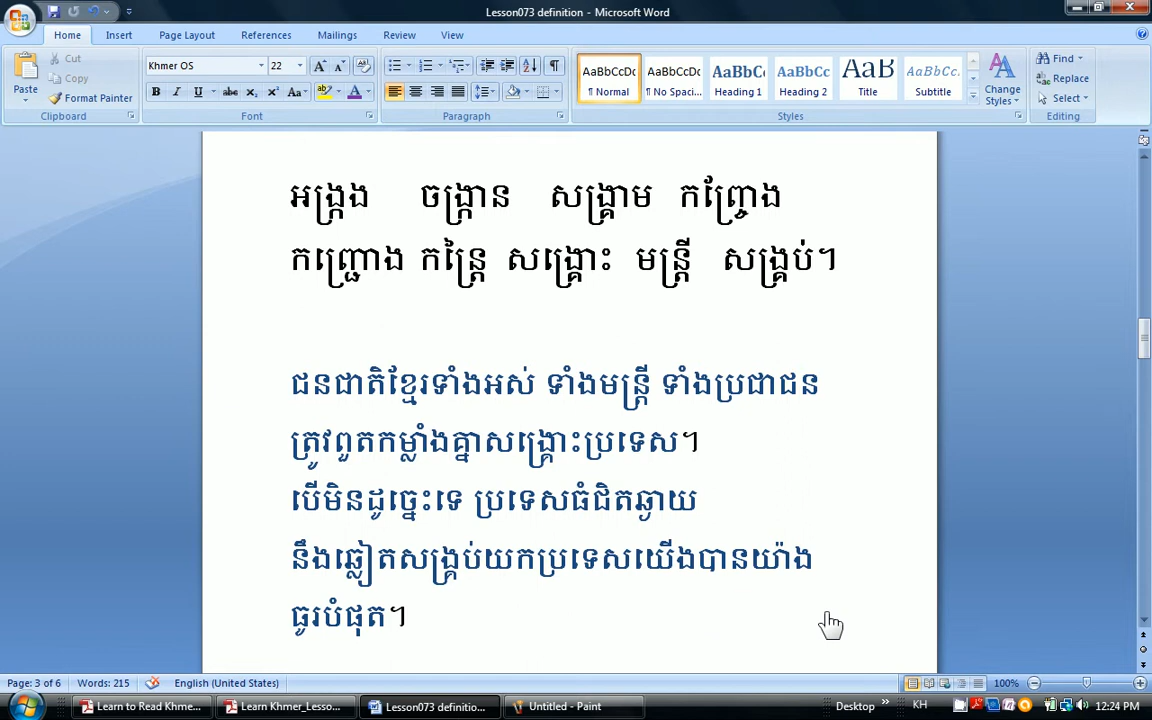 Lesson073 definition - Microsoft Word
Home Insert Page Layout References Mailings Review View
Paste
Cut
Copy
Format Painter
Clipboard
Khmer OS 22
Font
Paragraph
AaBbCcDc ¶ Normal
AaBbCcDc ¶ No Spaci...
AaBbC Heading 1
AaBbCc Heading 2
AaB Title
AaBbCc. Subtitle
Change Styles
Styles
Find
Replace
Select
Editing
អង្ក្រង ចង្ក្រាន សង្គ្រាម កញ្ច្រែង
កញ្ជ្រោង កន្ត្រៃ សង្គ្រោះ មន្ត្រី សង្គ្រប់។
ជនជាតិខ្មែរទាំងអស់ ទាំងមន្ត្រី ទាំងប្រជាជន
ត្រូវពួតកម្លាំងគ្នាសង្គ្រោះប្រទេស។
បើមិនដូច្នេះទេ ប្រទេសធំជិតឆ្ងាយ
នឹងឆ្លៀតសង្គ្រប់យកប្រទេសយើងបានយ៉ាង
ធូរបំផុត។
Page: 3 of 6 Words: 215 English (United States) 100%
Learn to Read Khme... Learn Khmer_Lesso... Lesson073 definitio... Untitled - Paint Desktop KH 12:24 PM